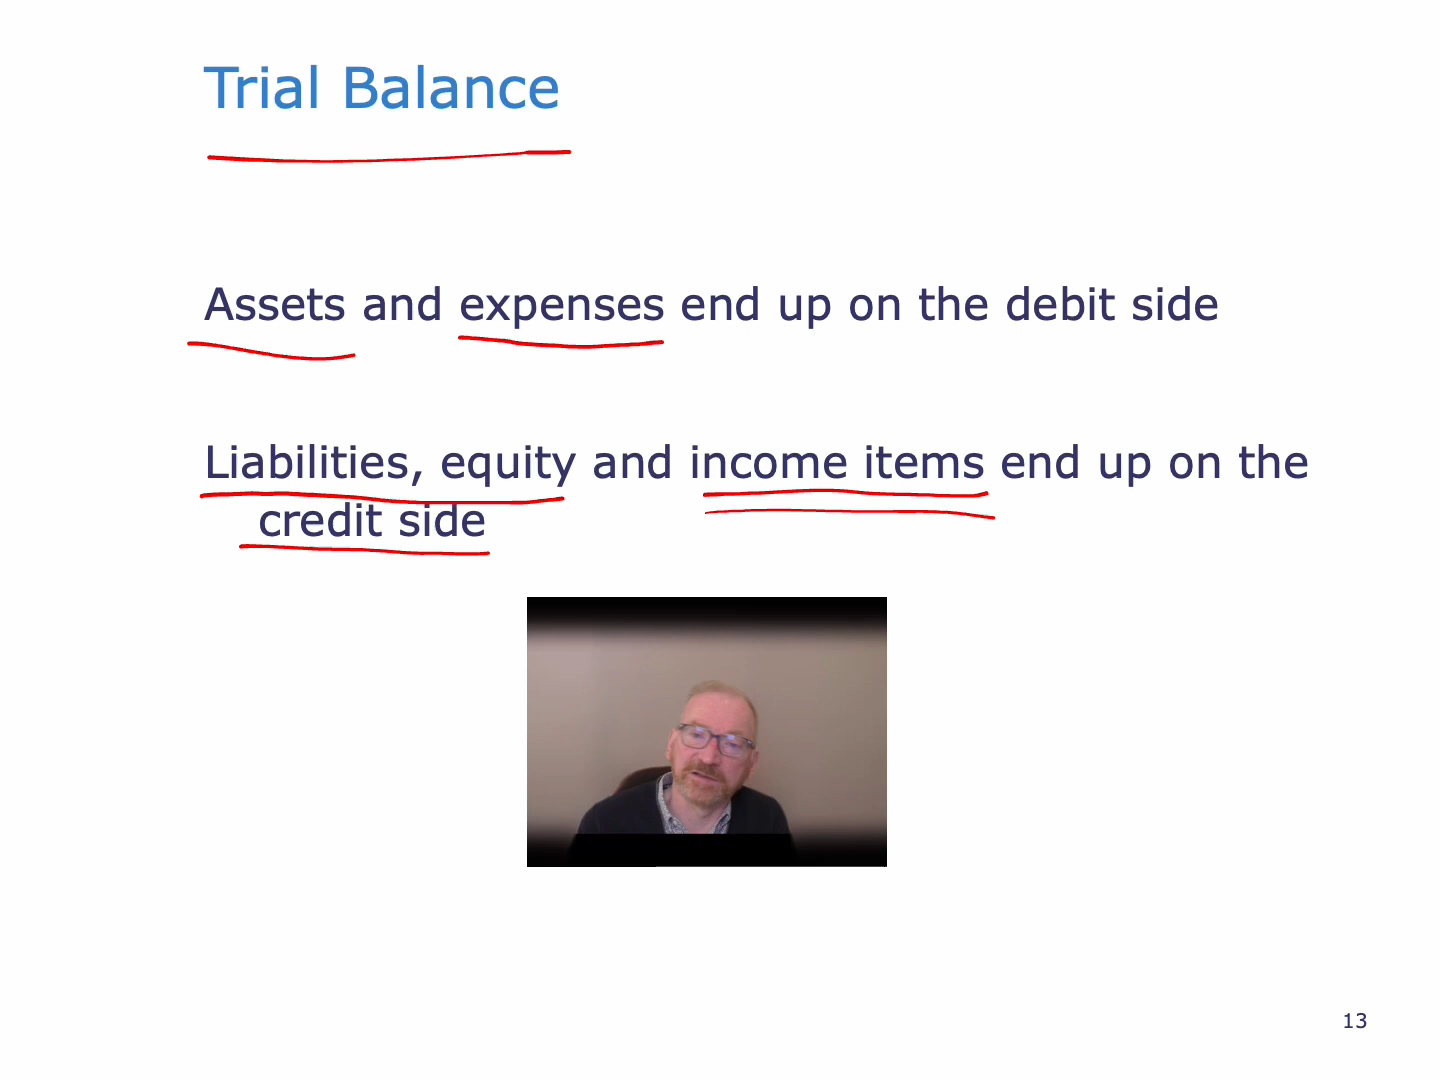 Trial Balance
Assets and expenses end up on the debit side
Liabilities, equity and income items end up on the
credit side
13